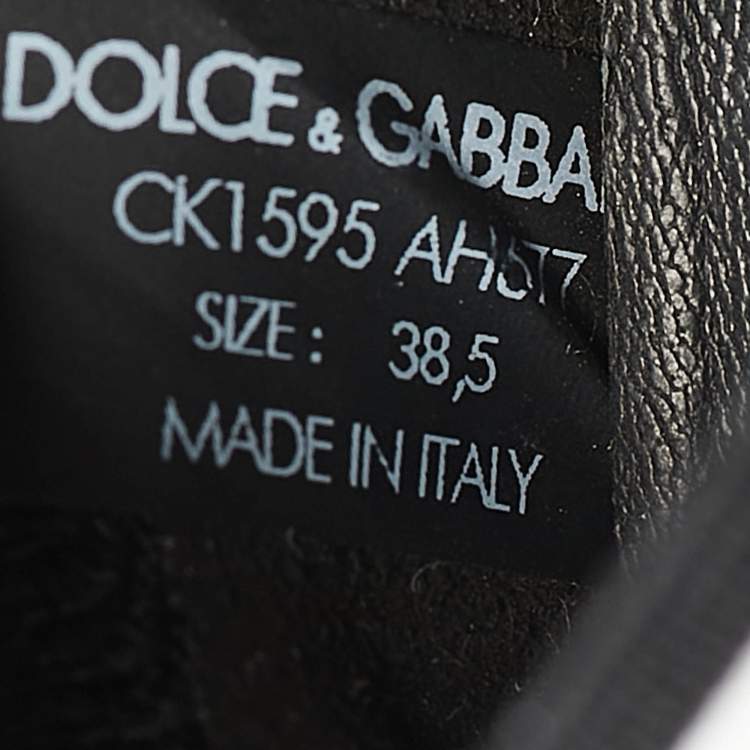 DOLCE & GABBA
CK1595
SIZE: 38,5
MADE IN ITALY